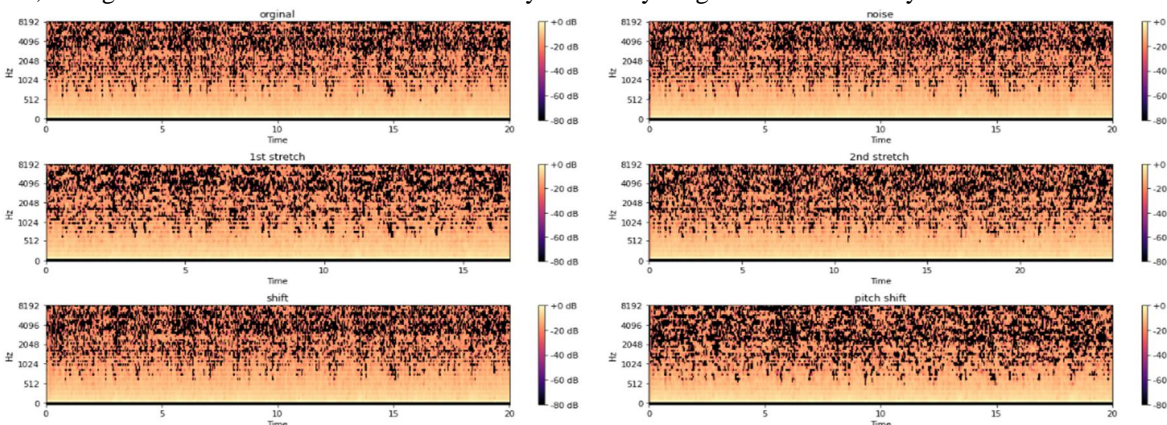 orginal
8192
4096
2048
1024
512
0
Hz
0 5 10 15 20
Time
+0 dB
-20 dB
-40 dB
-60 dB
-80 dB
noise
8192
4096
2048
1024
512
0
Hz
0 5 10 15 20
Time
+0
-20
-40
-60
-80
1st stretch
8192
4096
2048
1024
512
0
Hz
0 5 10 15
Time
+0 dB
-20 dB
-40 dB
-60 dB
-80 dB
2nd stretch
8192
4096
2048
1024
512
0
Hz
0 5 10 15 20
Time
+0
-20
-40
-60
-80
shift
8192
4096
2048
1024
512
0
Hz
0 5 10 15 20
Time
+0 dB
-20 dB
-40 dB
-60 dB
-80 dB
pitch shift
8192
4096
2048
1024
512
0
Hz
0 5 10 15 20
Time
+0
-20
-40
-60
-80